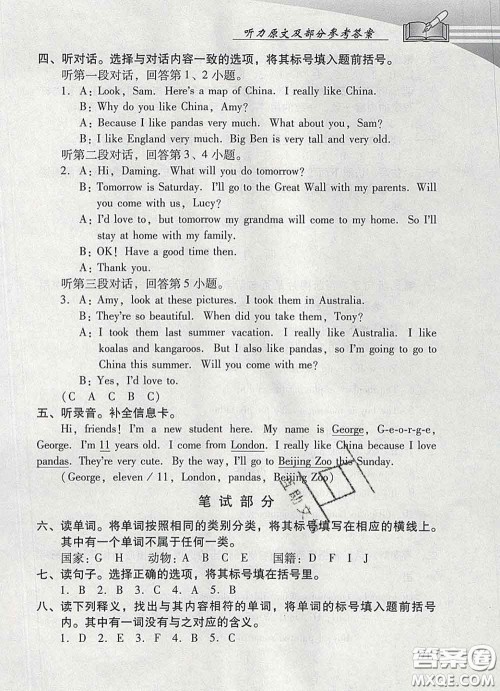 听力原文及部分参考答案
四、听对话。选择与对话内容一致的选项，将其标号填入题前括号。
听第一段对话，回答第1、2小题。
1. A: Look, Sam. Here's a map of China. I really like China.
B: Why do you like China, Amy?
A: Because I like pandas very much. What about you, Sam?
B: I like England very much. Big Ben is very tall and very old.
听第二段对话，回答第3、4小题。
2. A: Hi, Daming. What will you do tomorrow?
B: Tomorrow is Saturday. I'll go to the Great Wall with my parents. Will you
come with us, Lucy?
A: I'd love to, but tomorrow my grandma will come to my home. So I'll
stay at home with my family.
B: OK! Have a good time then.
A: Thank you.
听第三段对话，回答第5小题。
3. A: Amy, look at these pictures. I took them in Australia.
B: They're so beautiful. When did you take them, Tony?
A: I took them last summer vacation. I really like Australia. I like
koalas and kangaroos. But I also like pandas, so I'm going to go to
China this summer. Will you come with me?
B: Yes, I'd love to.
(C A C B C)
五、听录音。补全信息卡。
Hi, friends! I'm a new student here. My name is George, G-e-o-r-g-e,
George. I'm 11 years old. I come from London. I really like China because I love
pandas. They're very cute. By the way, I'll go to Beijing Zoo this Sunday.
(George, eleven / 11, London, pandas, Beijing Zoo)
笔试部分
六、读单词。将单词按照相同的类别分类，将其标号填写在相应的横线上。
其中有一个单词不属于任何一类。
国家：G H 动物：A B C E 国籍：D F I J
七、读句子。选择正确的选项，将其标号填在括号里。
1. B 2. A 3. A 4. C 5. B
八、读下列释义，找出与其内容相符的单词，将单词的标号填入题前括号
内。其中有一词没有与之对应的释义。
1. D 2. E 3. F 4. B 5. C
答案圈
MXQE.COM